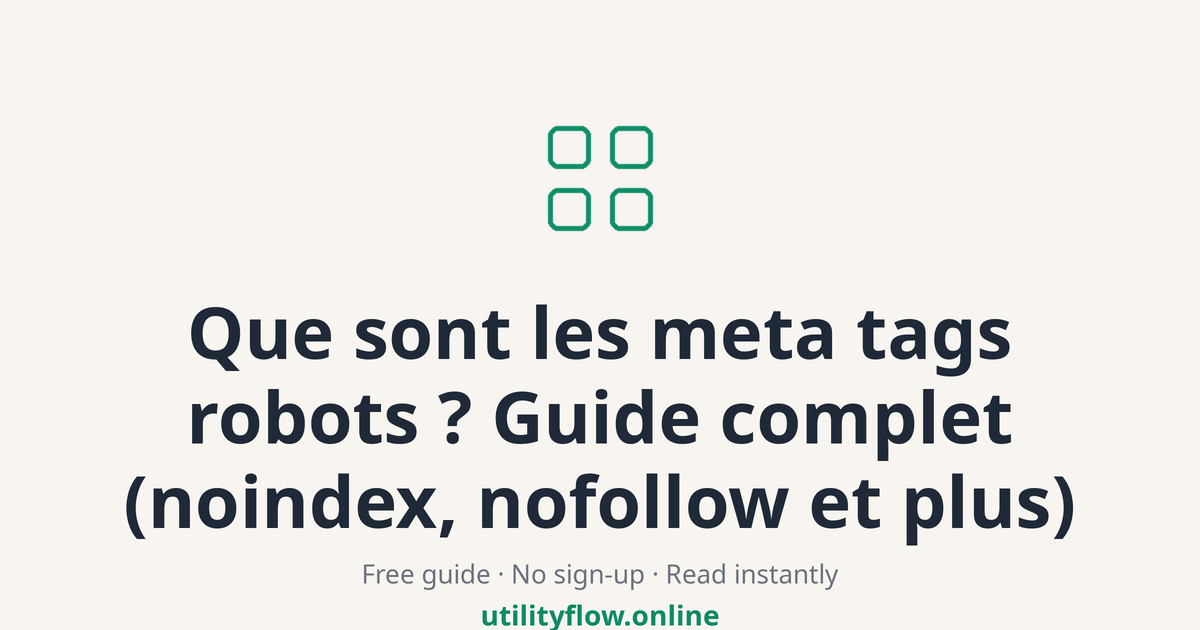 Que sont les meta tags
robots ? Guide complet
(noindex, nofollow et plus)
Free guide · No sign-up · Read instantly
utilityflow.online